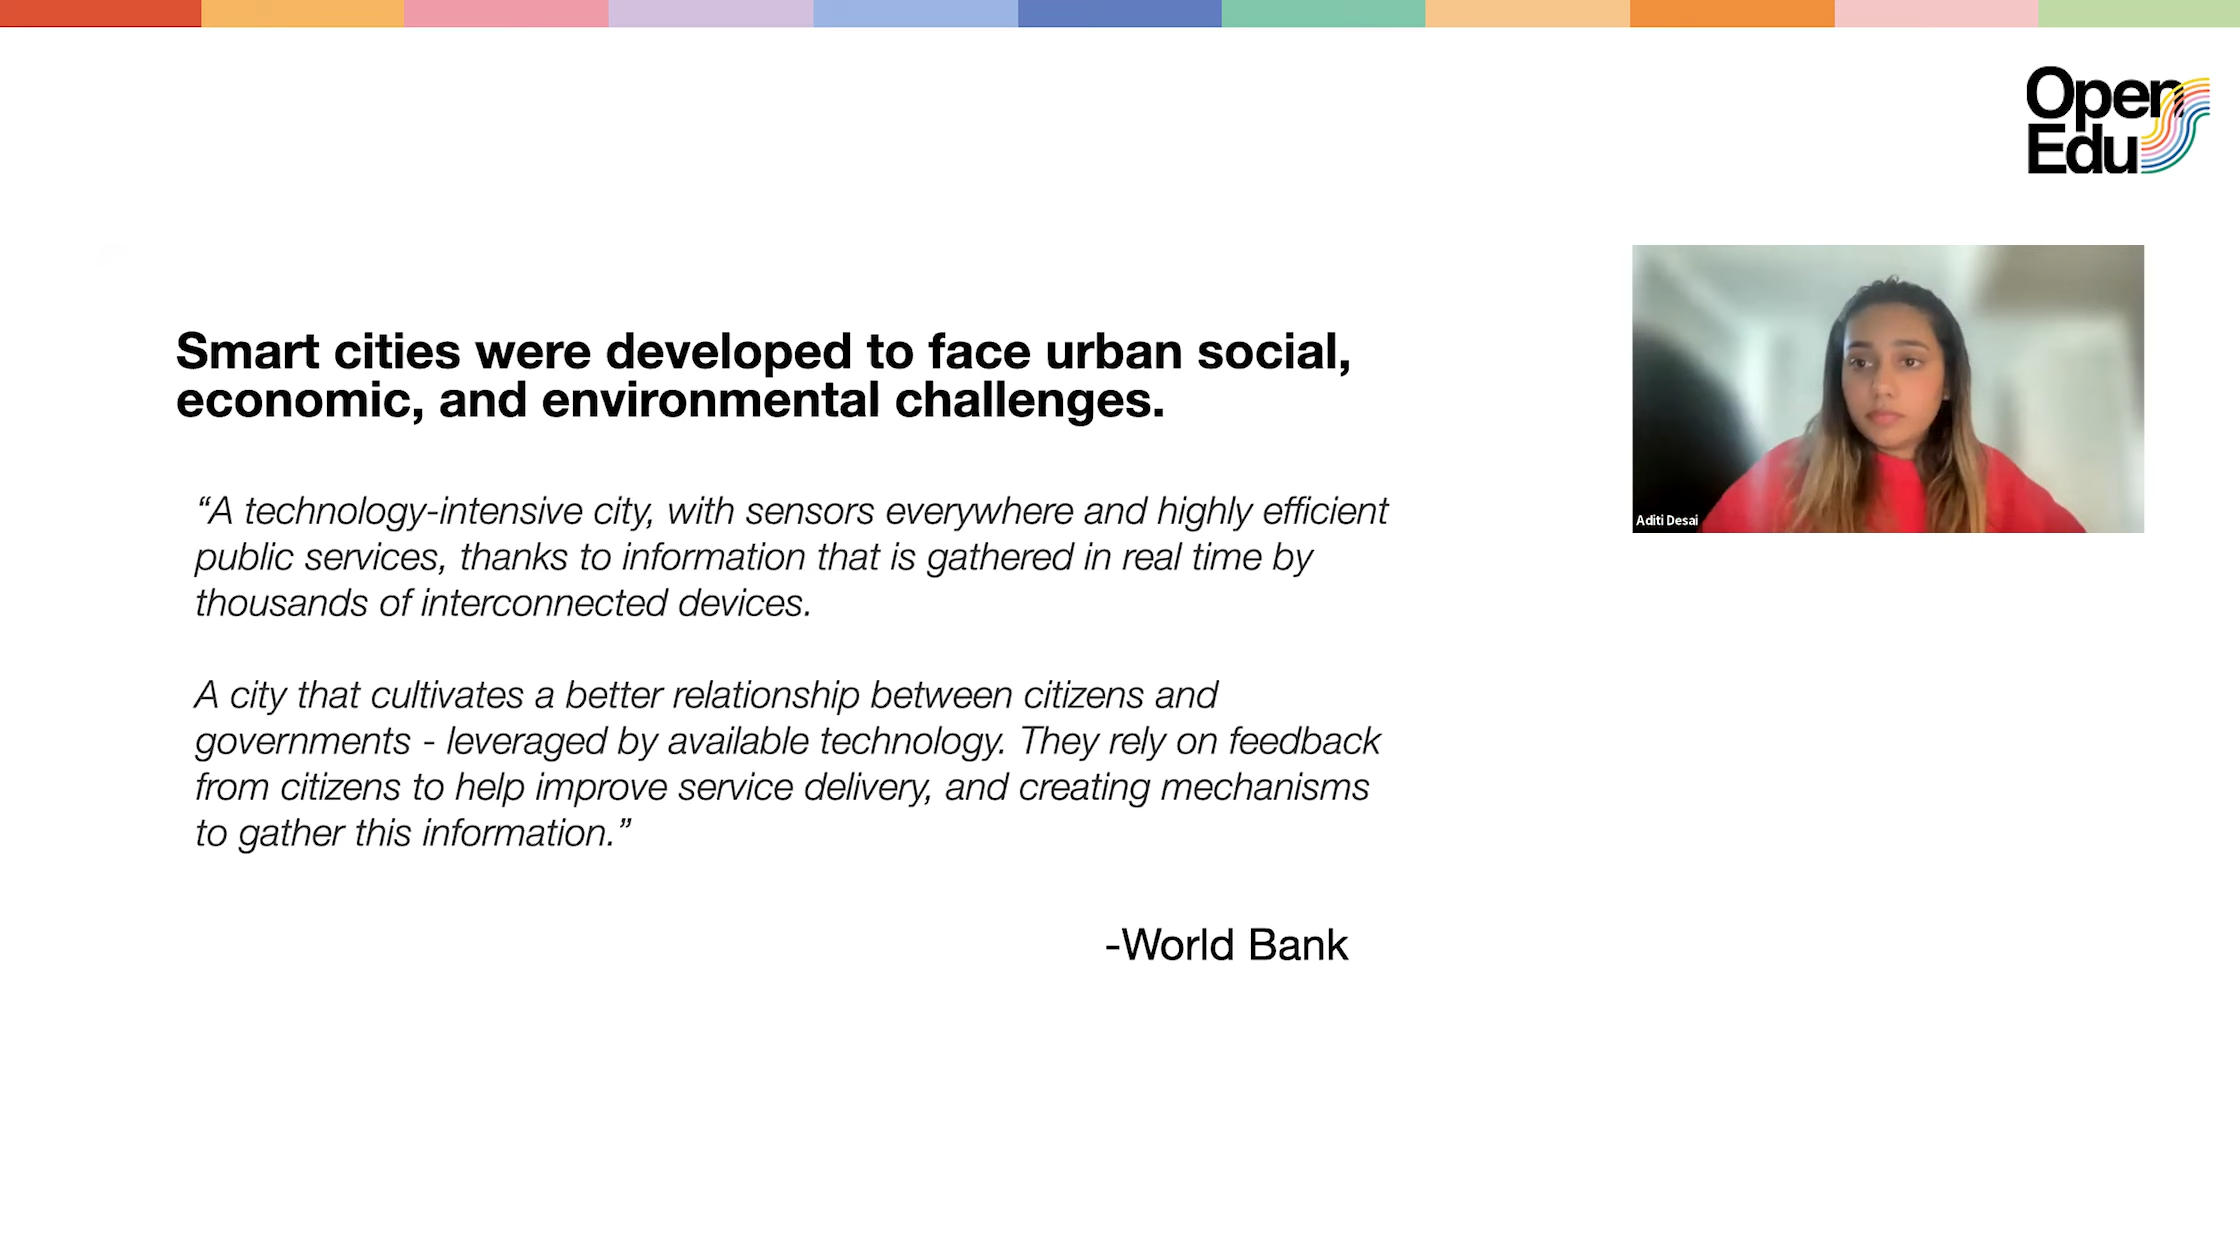 Open
Edu
Smart cities were developed to face urban social,
economic, and environmental challenges.
“A technology-intensive city, with sensors everywhere and highly efficient
public services, thanks to information that is gathered in real time by
thousands of interconnected devices.
A city that cultivates a better relationship between citizens and
governments - leveraged by available technology. They rely on feedback
from citizens to help improve service delivery, and creating mechanisms
to gather this information.”
-World Bank
Aditi Desai